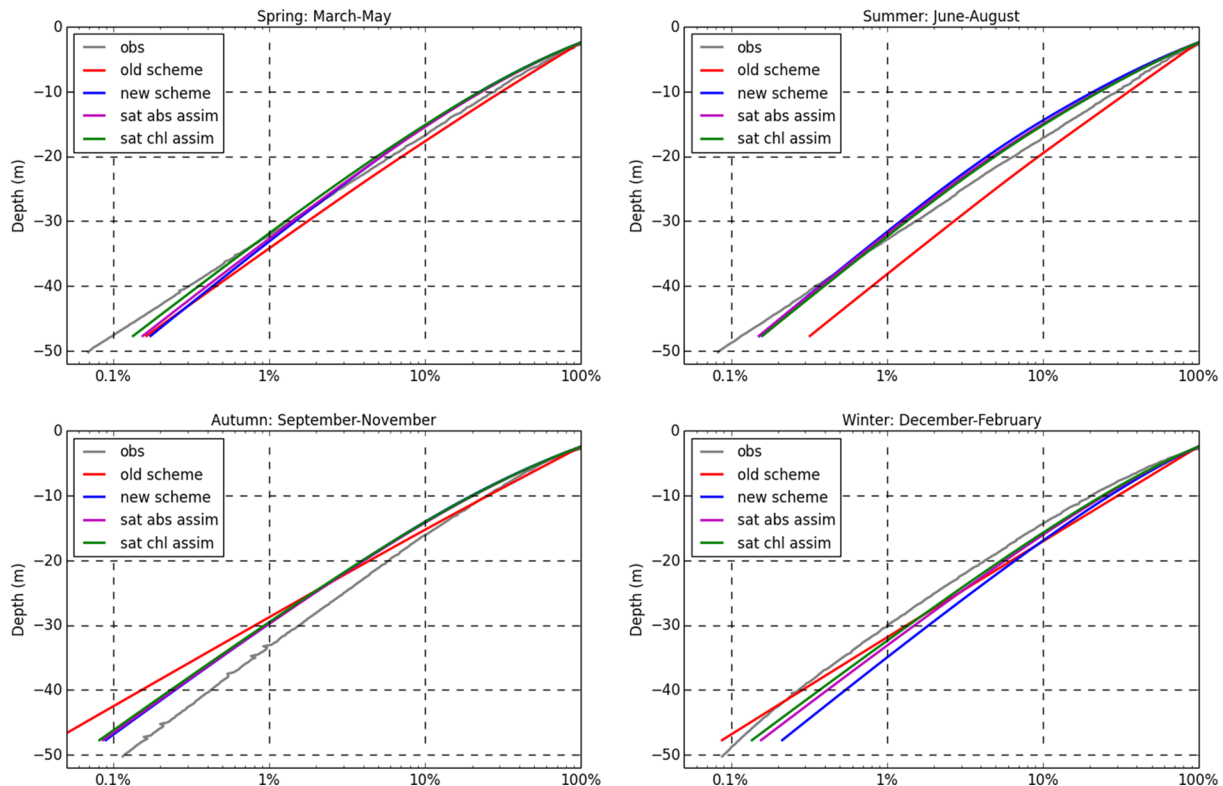 Spring: March-May
0
−10
−20
−30
−40
−50
Depth (m)
obs
old scheme
new scheme
sat abs assim
sat chl assim
0.1% 1% 10% 100%
Summer: June-August
0
−10
−20
−30
−40
−50
Depth (m)
obs
old scheme
new scheme
sat abs assim
sat chl assim
0.1% 1% 10% 100%
Autumn: September-November
0
−10
−20
−30
−40
−50
Depth (m)
obs
old scheme
new scheme
sat abs assim
sat chl assim
0.1% 1% 10% 100%
Winter: December-February
0
−10
−20
−30
−40
−50
Depth (m)
obs
old scheme
new scheme
sat abs assim
sat chl assim
0.1% 1% 10% 100%